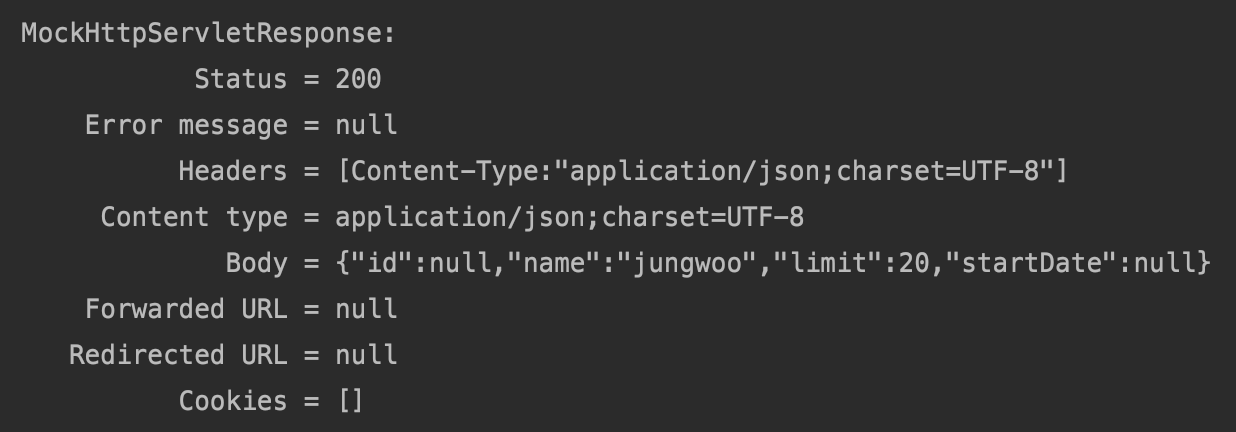 MockHttpServletResponse:
Status = 200
Error message = null
Headers = [Content-Type:"application/json;charset=UTF-8"]
Content type = application/json;charset=UTF-8
Body = {"id":null,"name":"jungwoo","limit":20,"startDate":null}
Forwarded URL = null
Redirected URL = null
Cookies = []